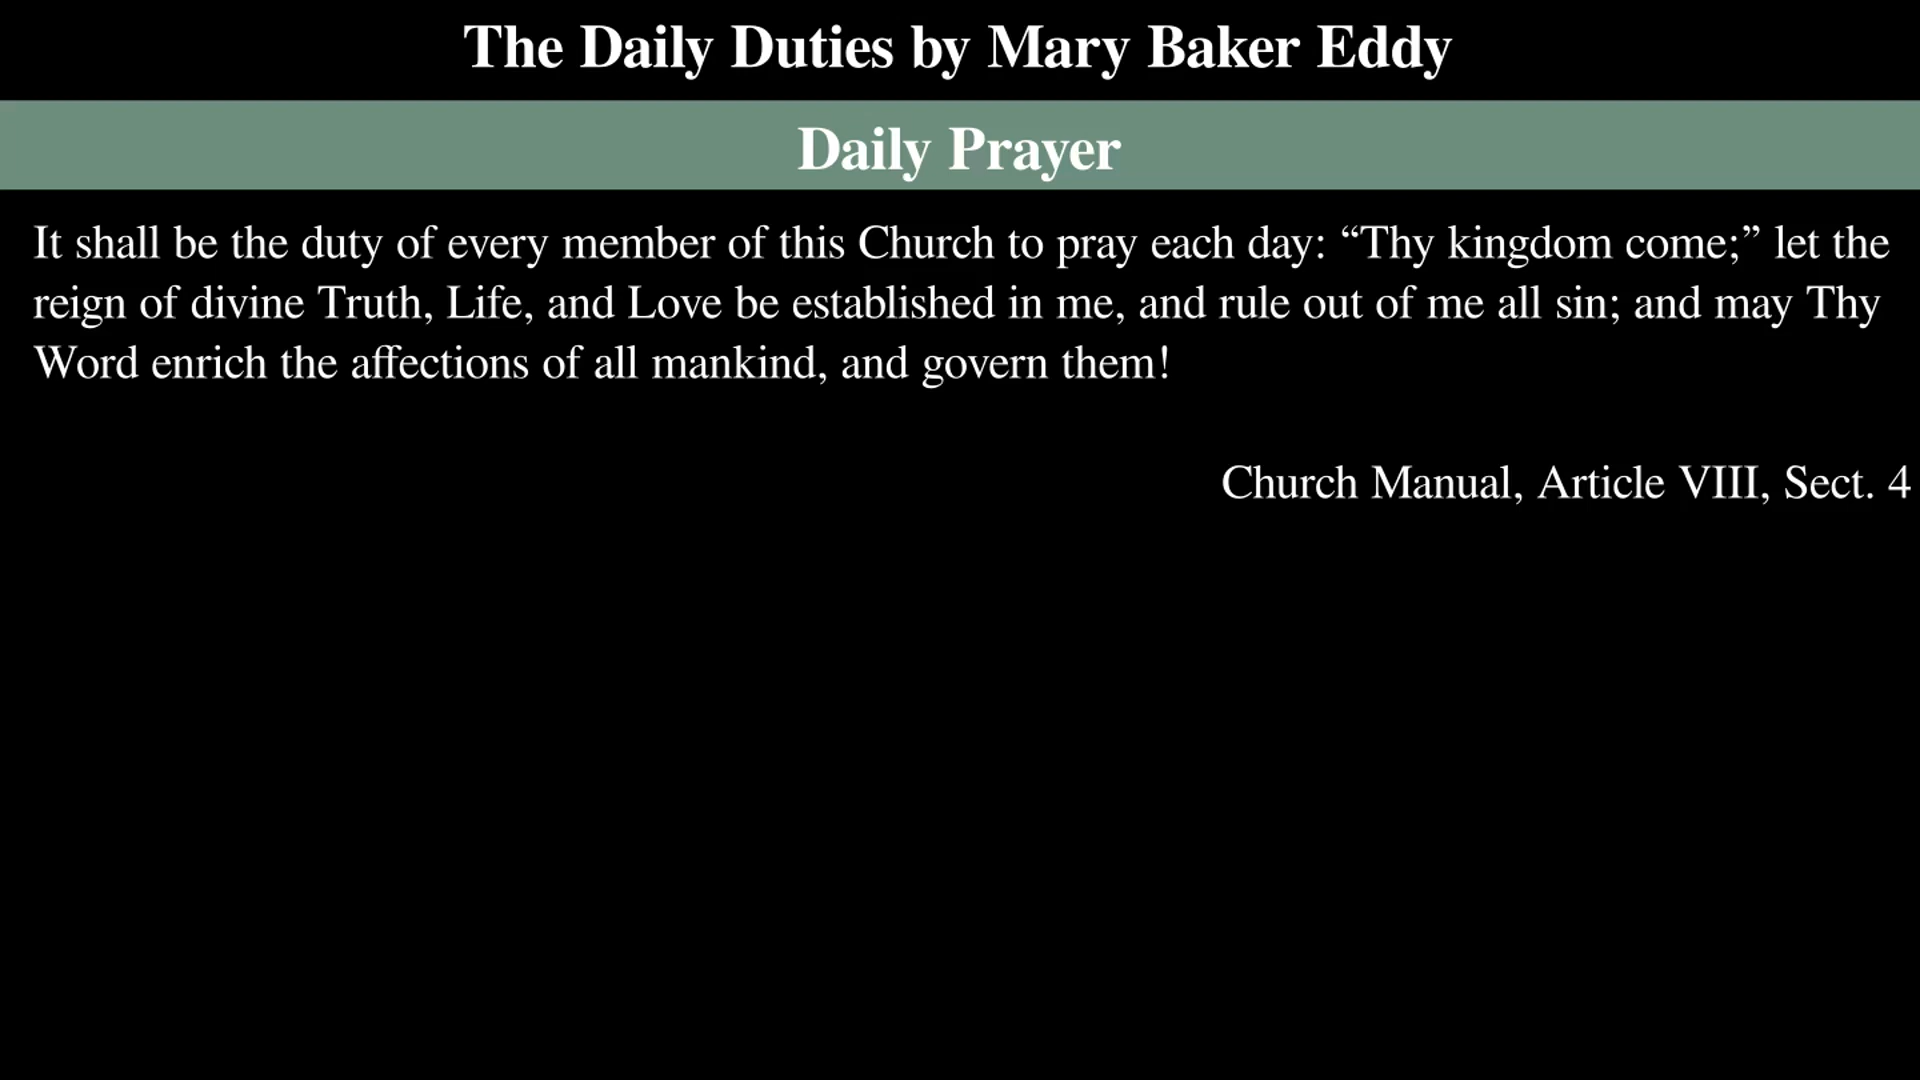 The Daily Duties by Mary Baker Eddy
Daily Prayer
It shall be the duty of every member of this Church to pray each day: “Thy kingdom come;” let the
reign of divine Truth, Life, and Love be established in me, and rule out of me all sin; and may Thy
Word enrich the affections of all mankind, and govern them!
Church Manual, Article VIII, Sect. 4